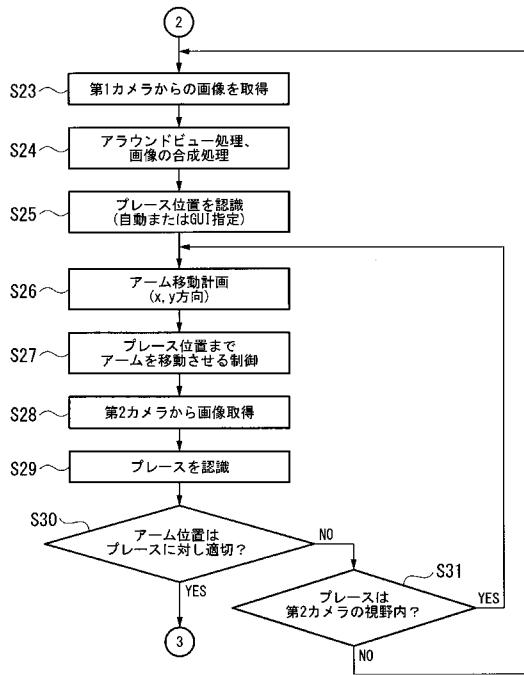 2
S23
第1カメラからの画像を取得
S24
アラウンドビュー処理、
画像の合成処理
S25
プレース位置を認識
(自動またはGUI指定)
S26
アーム移動計画
(x, y方向)
S27
プレース位置まで
アームを移動させる制御
S28
第2カメラから画像取得
S29
プレースを認識
S30
アーム位置は
プレースに対し適切?
NO
YES
S31
プレースは
第2カメラの視野内?
YES
NO
3